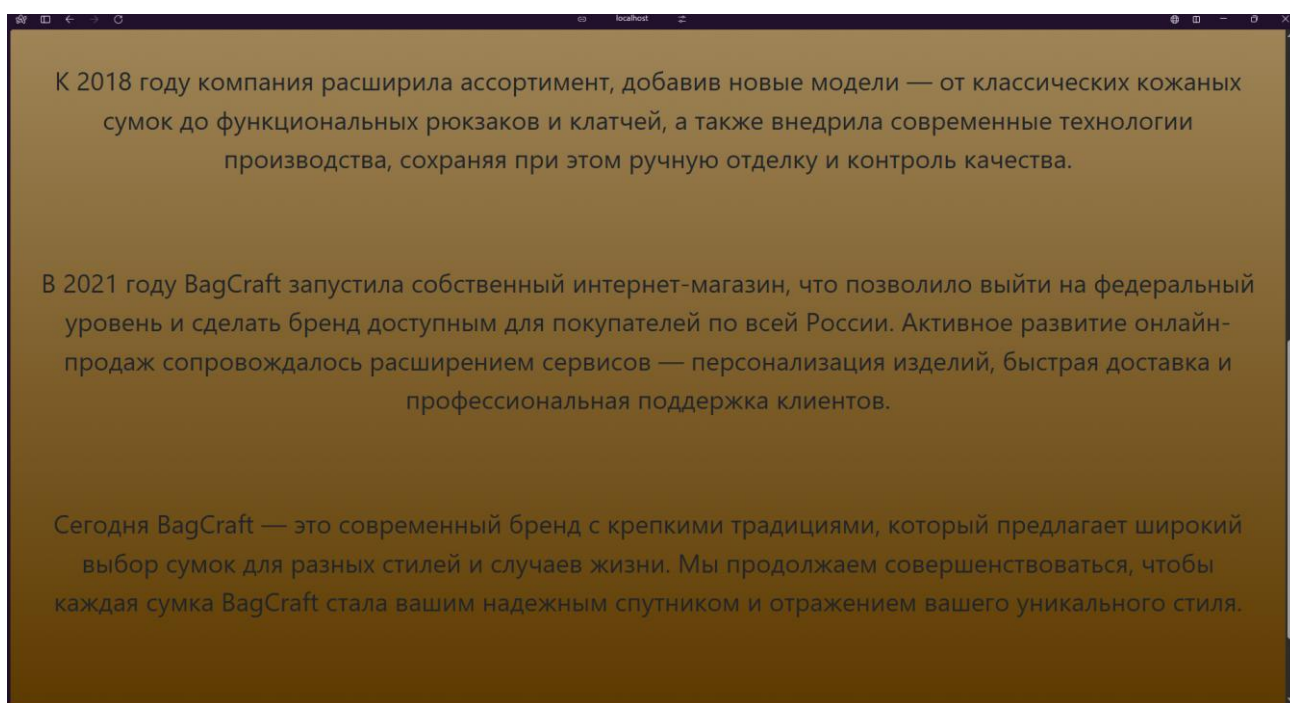 localhost
К 2018 году компания расширила ассортимент, добавив новые модели — от классических кожаных
сумок до функциональных рюкзаков и клатчей, а также внедрила современные технологии
производства, сохраняя при этом ручную отделку и контроль качества.
В 2021 году BagCraft запустила собственный интернет-магазин, что позволило выйти на федеральный
уровень и сделать бренд доступным для покупателей по всей России. Активное развитие онлайн-
продаж сопровождалось расширением сервисов — персонализация изделий, быстрая доставка и
профессиональная поддержка клиентов.
Сегодня BagCraft — это современный бренд с крепкими традициями, который предлагает широкий
выбор сумок для разных стилей и случаев жизни. Мы продолжаем совершенствоваться, чтобы
каждая сумка BagCraft стала вашим надежным спутником и отражением вашего уникального стиля.